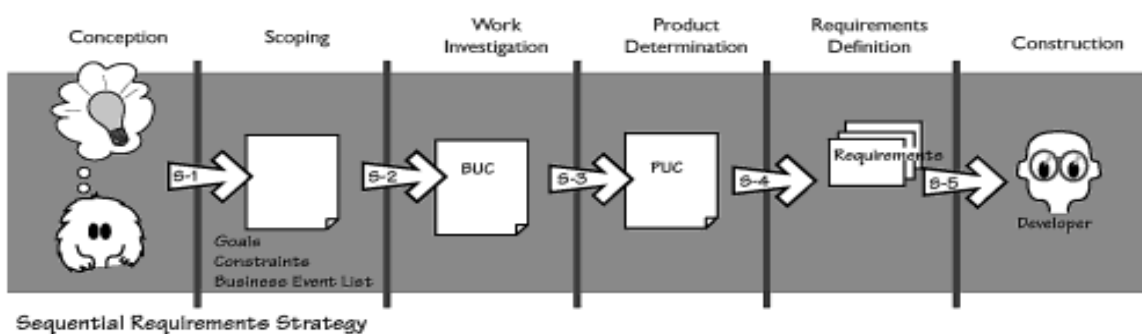 Conception
Scoping
Work
Investigation
Product
Determination
Requirements
Definition
Construction
S-1
S-2
BUC
S-3
PUC
S-4
Requirements
S-5
Developer
Goals
Constraints
Business Event List
Sequential Requirements Strategy